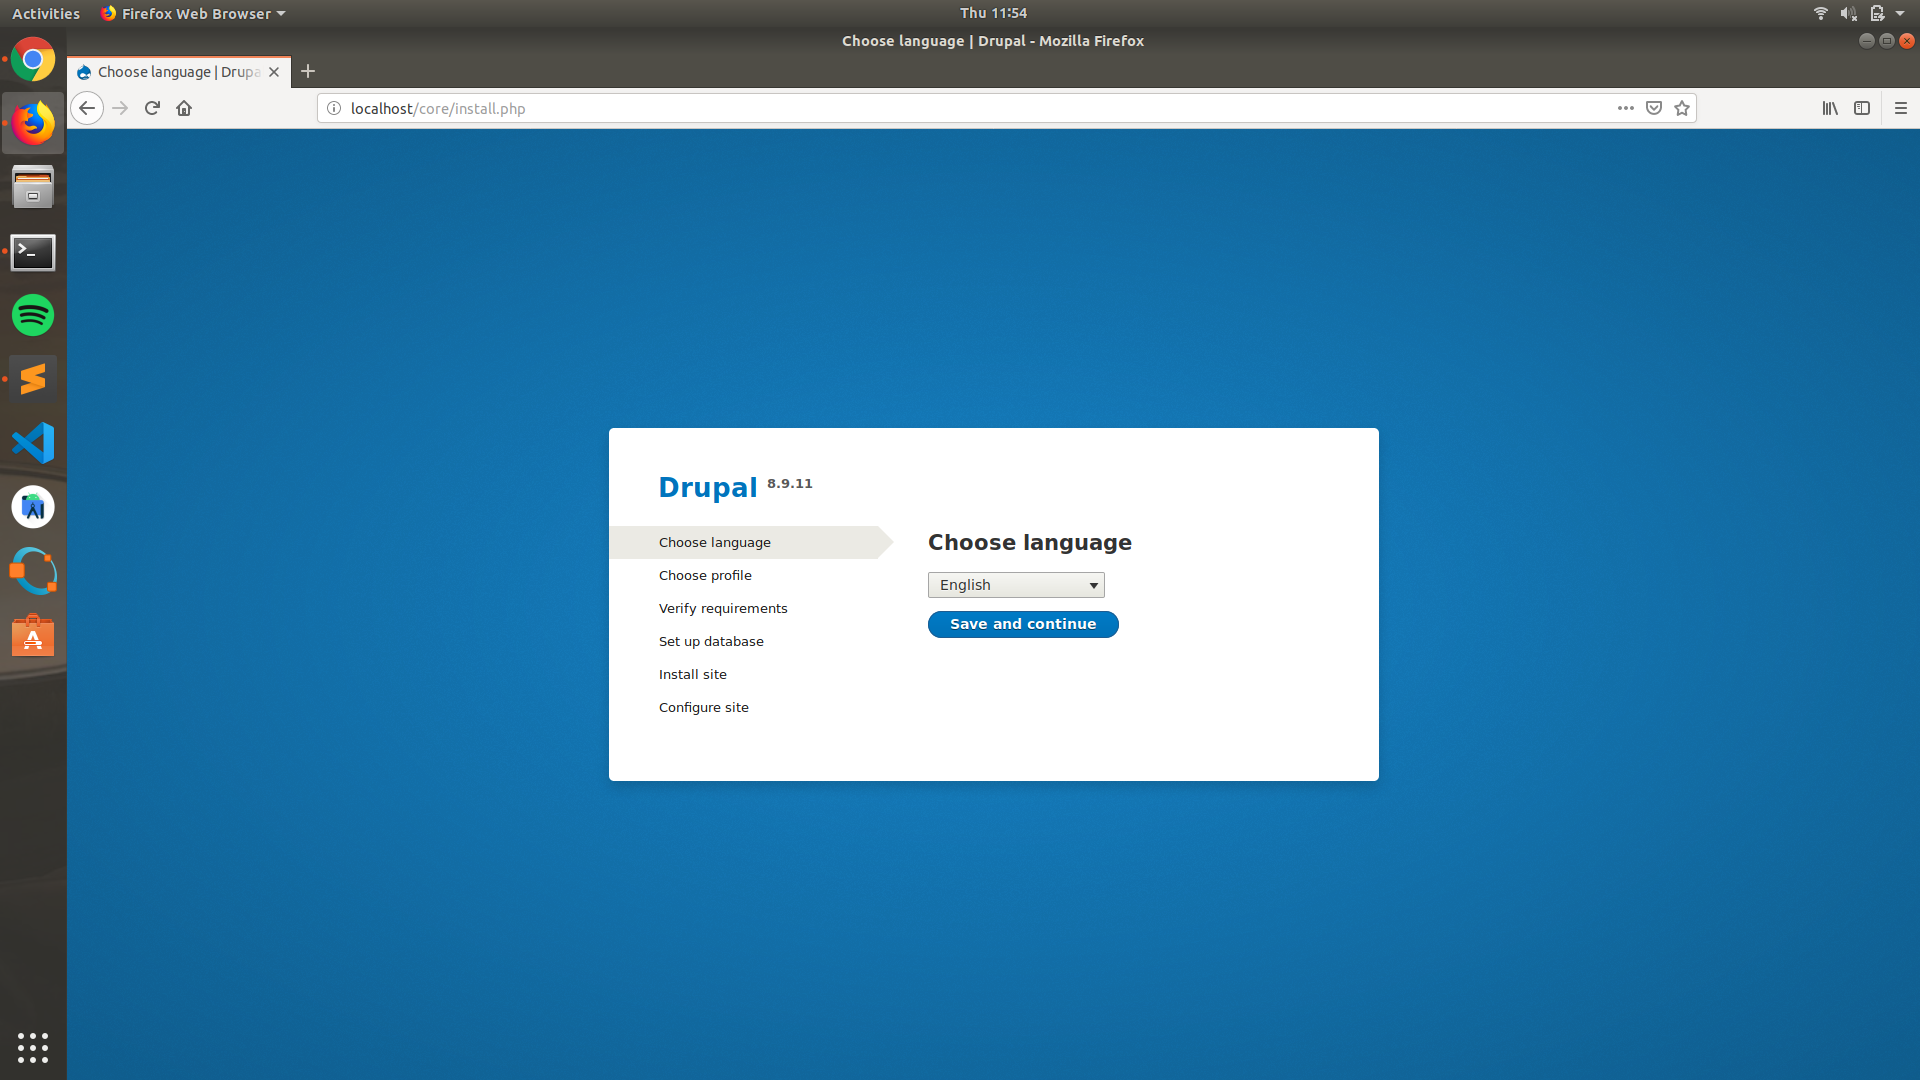 Activities
Firefox Web Browser
Thu 11:54
Choose language | Drupal - Mozilla Firefox
Choose language | Drupa
localhost/core/install.php
Drupal 8.9.11
Choose language
Choose profile
Verify requirements
Set up database
Install site
Configure site
Choose language
English
Save and continue